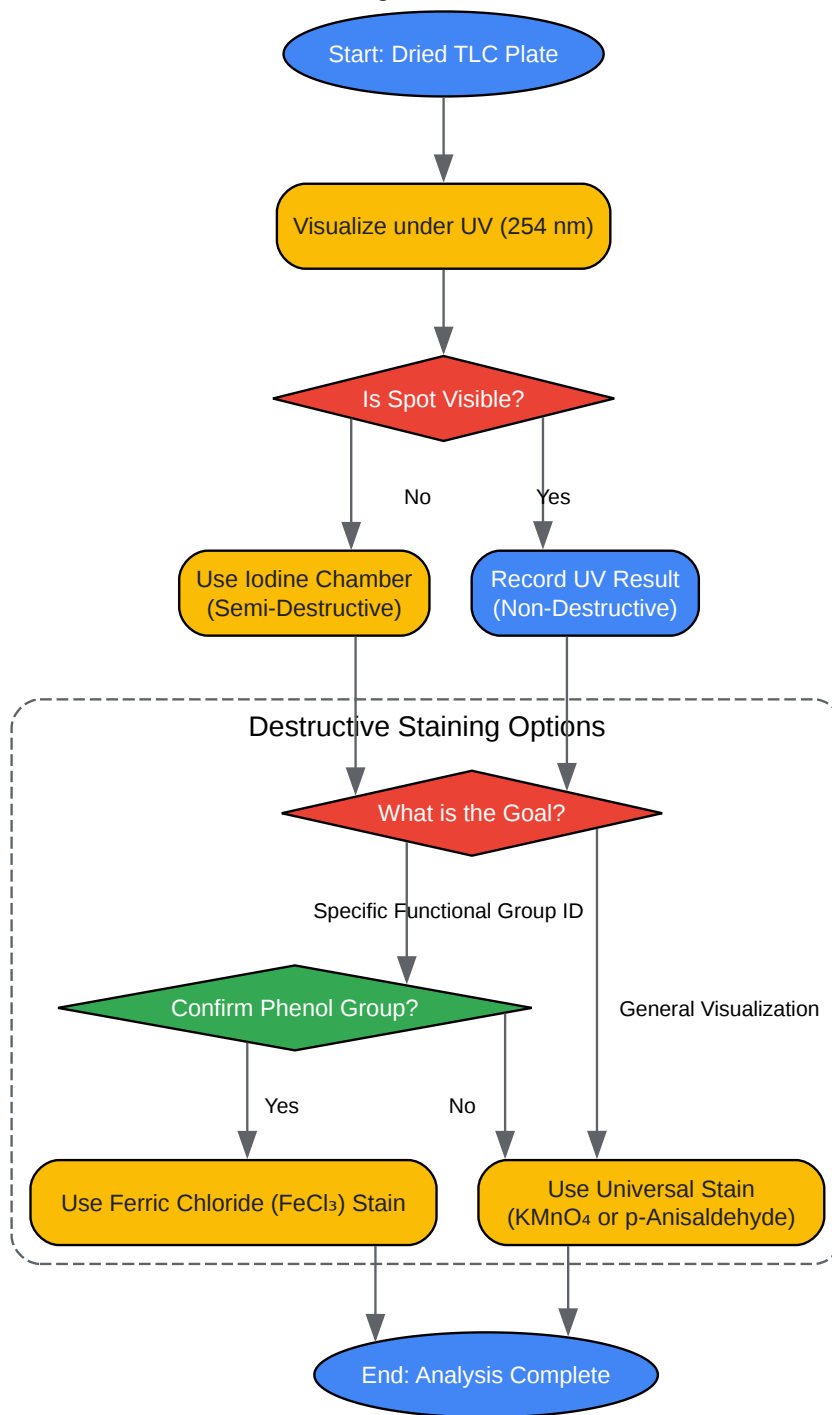 Start: Dried TLC Plate
Visualize under UV (254 nm)
Is Spot Visible?
No
Yes
Use Iodine Chamber
(Semi-Destructive)
Record UV Result
(Non-Destructive)
Destructive Staining Options
What is the Goal?
Specific Functional Group ID
Confirm Phenol Group?
General Visualization
Yes
No
Use Ferric Chloride (FeCl₃) Stain
Use Universal Stain
(KMnO₄ or p-Anisaldehyde)
End: Analysis Complete